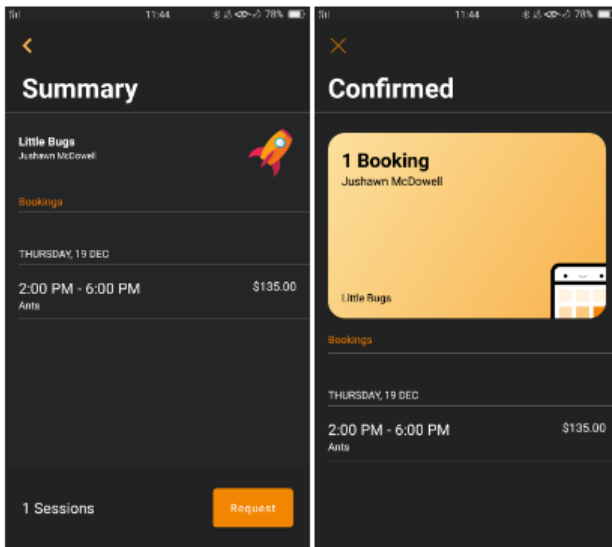 11:44
78%
Summary
Little Bugs
Jushawn McDowell
Bookings
THURSDAY, 19 DEC
2:00 PM - 6:00 PM $135.00
Ants
1 Sessions
Request
11:44
78%
Confirmed
1 Booking
Jushawn McDowell
Little Bugs
Bookings
THURSDAY, 19 DEC
2:00 PM - 6:00 PM $135.00
Ants